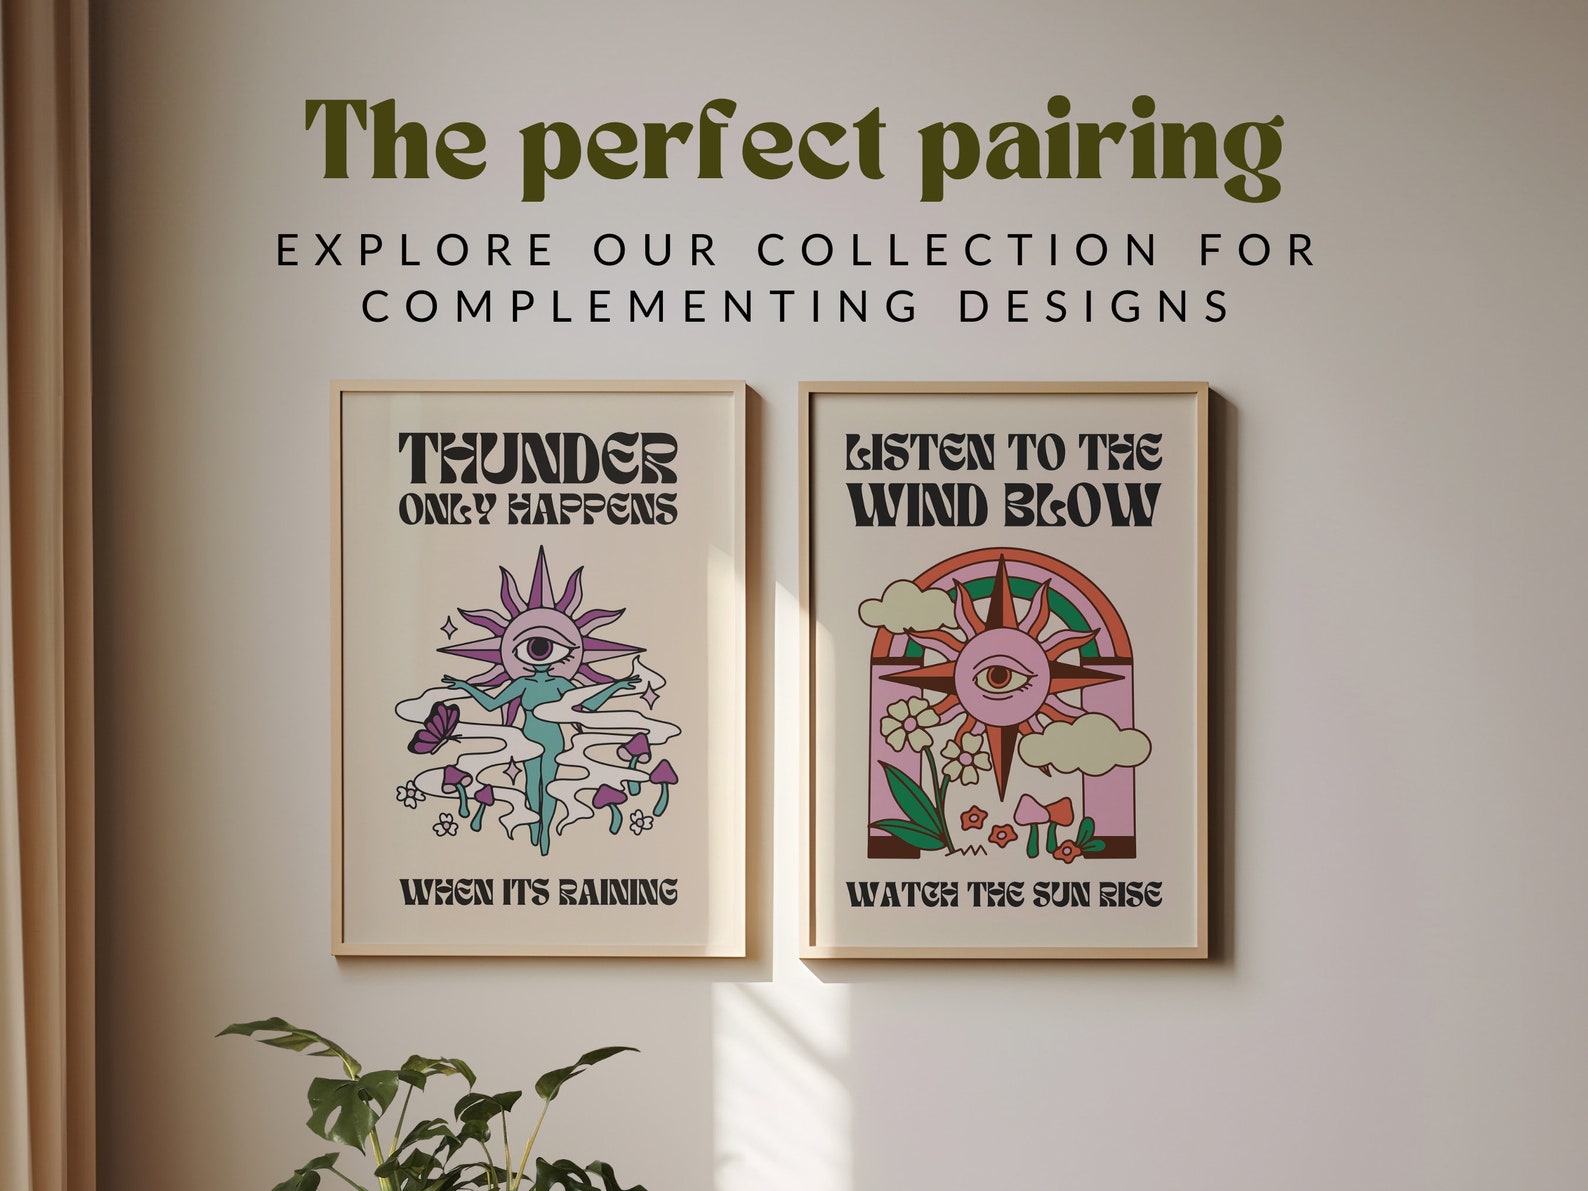 The perfect pairing
EXPLORE OUR COLLECTION FOR
COMPLEMENTING DESIGNS
THUNDER
ONLY HAPPENS
WHEN ITS RAINING
LISTEN TO THE
WIND BLOW
WATCH THE SUN RISE